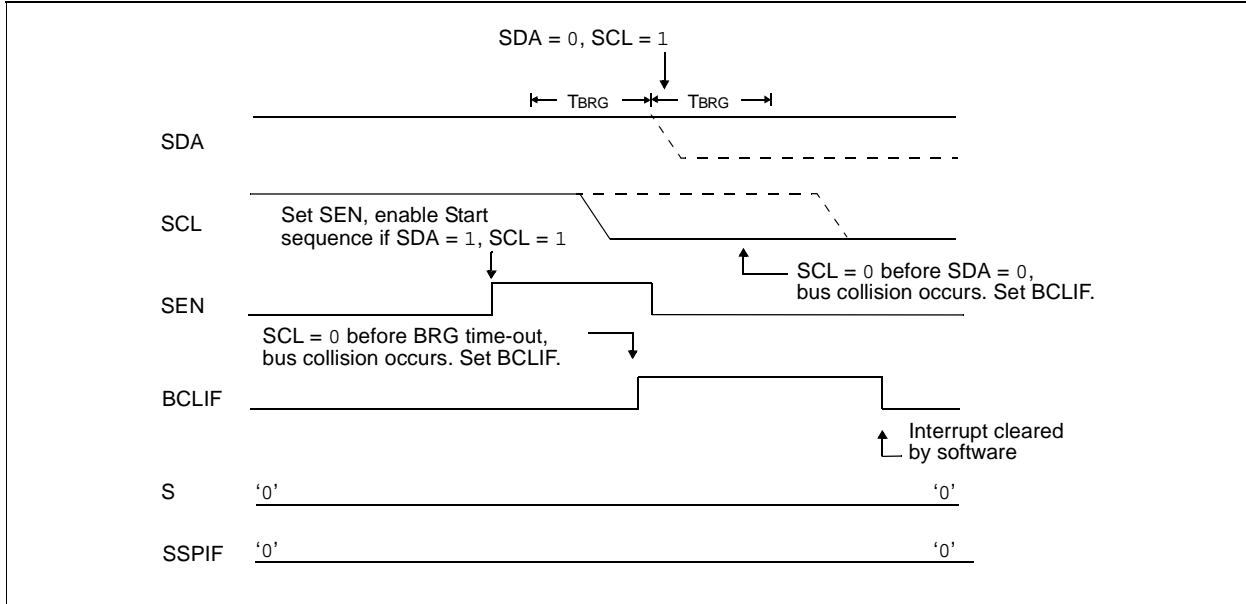 SDA = 0, SCL = 1
TBRG TBRG
SDA
SCL
Set SEN, enable Start
sequence if SDA = 1, SCL = 1
SCL = 0 before SDA = 0,
bus collision occurs. Set BCLIF.
SEN
SCL = 0 before BRG time-out,
bus collision occurs. Set BCLIF.
BCLIF
Interrupt cleared
by software
S ‘0’ ‘0’
SSPIF ‘0’ ‘0’